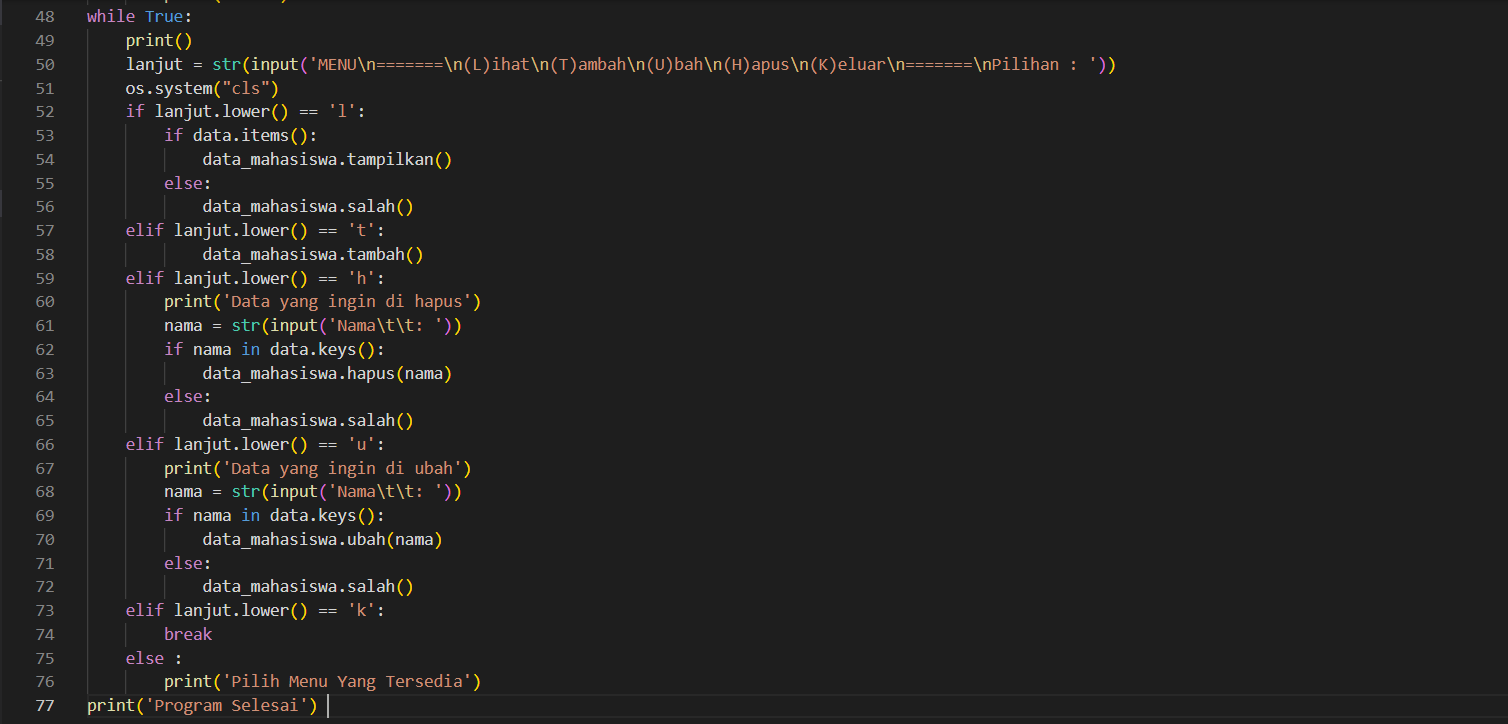 48 while True:
49     print()
50     lanjut = str(input('MENU\n=======\n(L)ihat\n(T)ambah\n(U)bah\n(H)apus\n(K)eluar\n=======\nPilihan : '))
51     os.system("cls")
52     if lanjut.lower() == 'l':
53         if data.items():
54             data_mahasiswa.tampilkan()
55         else:
56             data_mahasiswa.salah()
57     elif lanjut.lower() == 't':
58             data_mahasiswa.tambah()
59     elif lanjut.lower() == 'h':
60         print('Data yang ingin di hapus')
61         nama = str(input('Nama\t\t: '))
62         if nama in data.keys():
63             data_mahasiswa.hapus(nama)
64         else:
65             data_mahasiswa.salah()
66     elif lanjut.lower() == 'u':
67         print('Data yang ingin di ubah')
68         nama = str(input('Nama\t\t: '))
69         if nama in data.keys():
70             data_mahasiswa.ubah(nama)
71         else:
72             data_mahasiswa.salah()
73     elif lanjut.lower() == 'k':
74         break
75     else :
76         print('Pilih Menu Yang Tersedia')
77 print('Program Selesai')